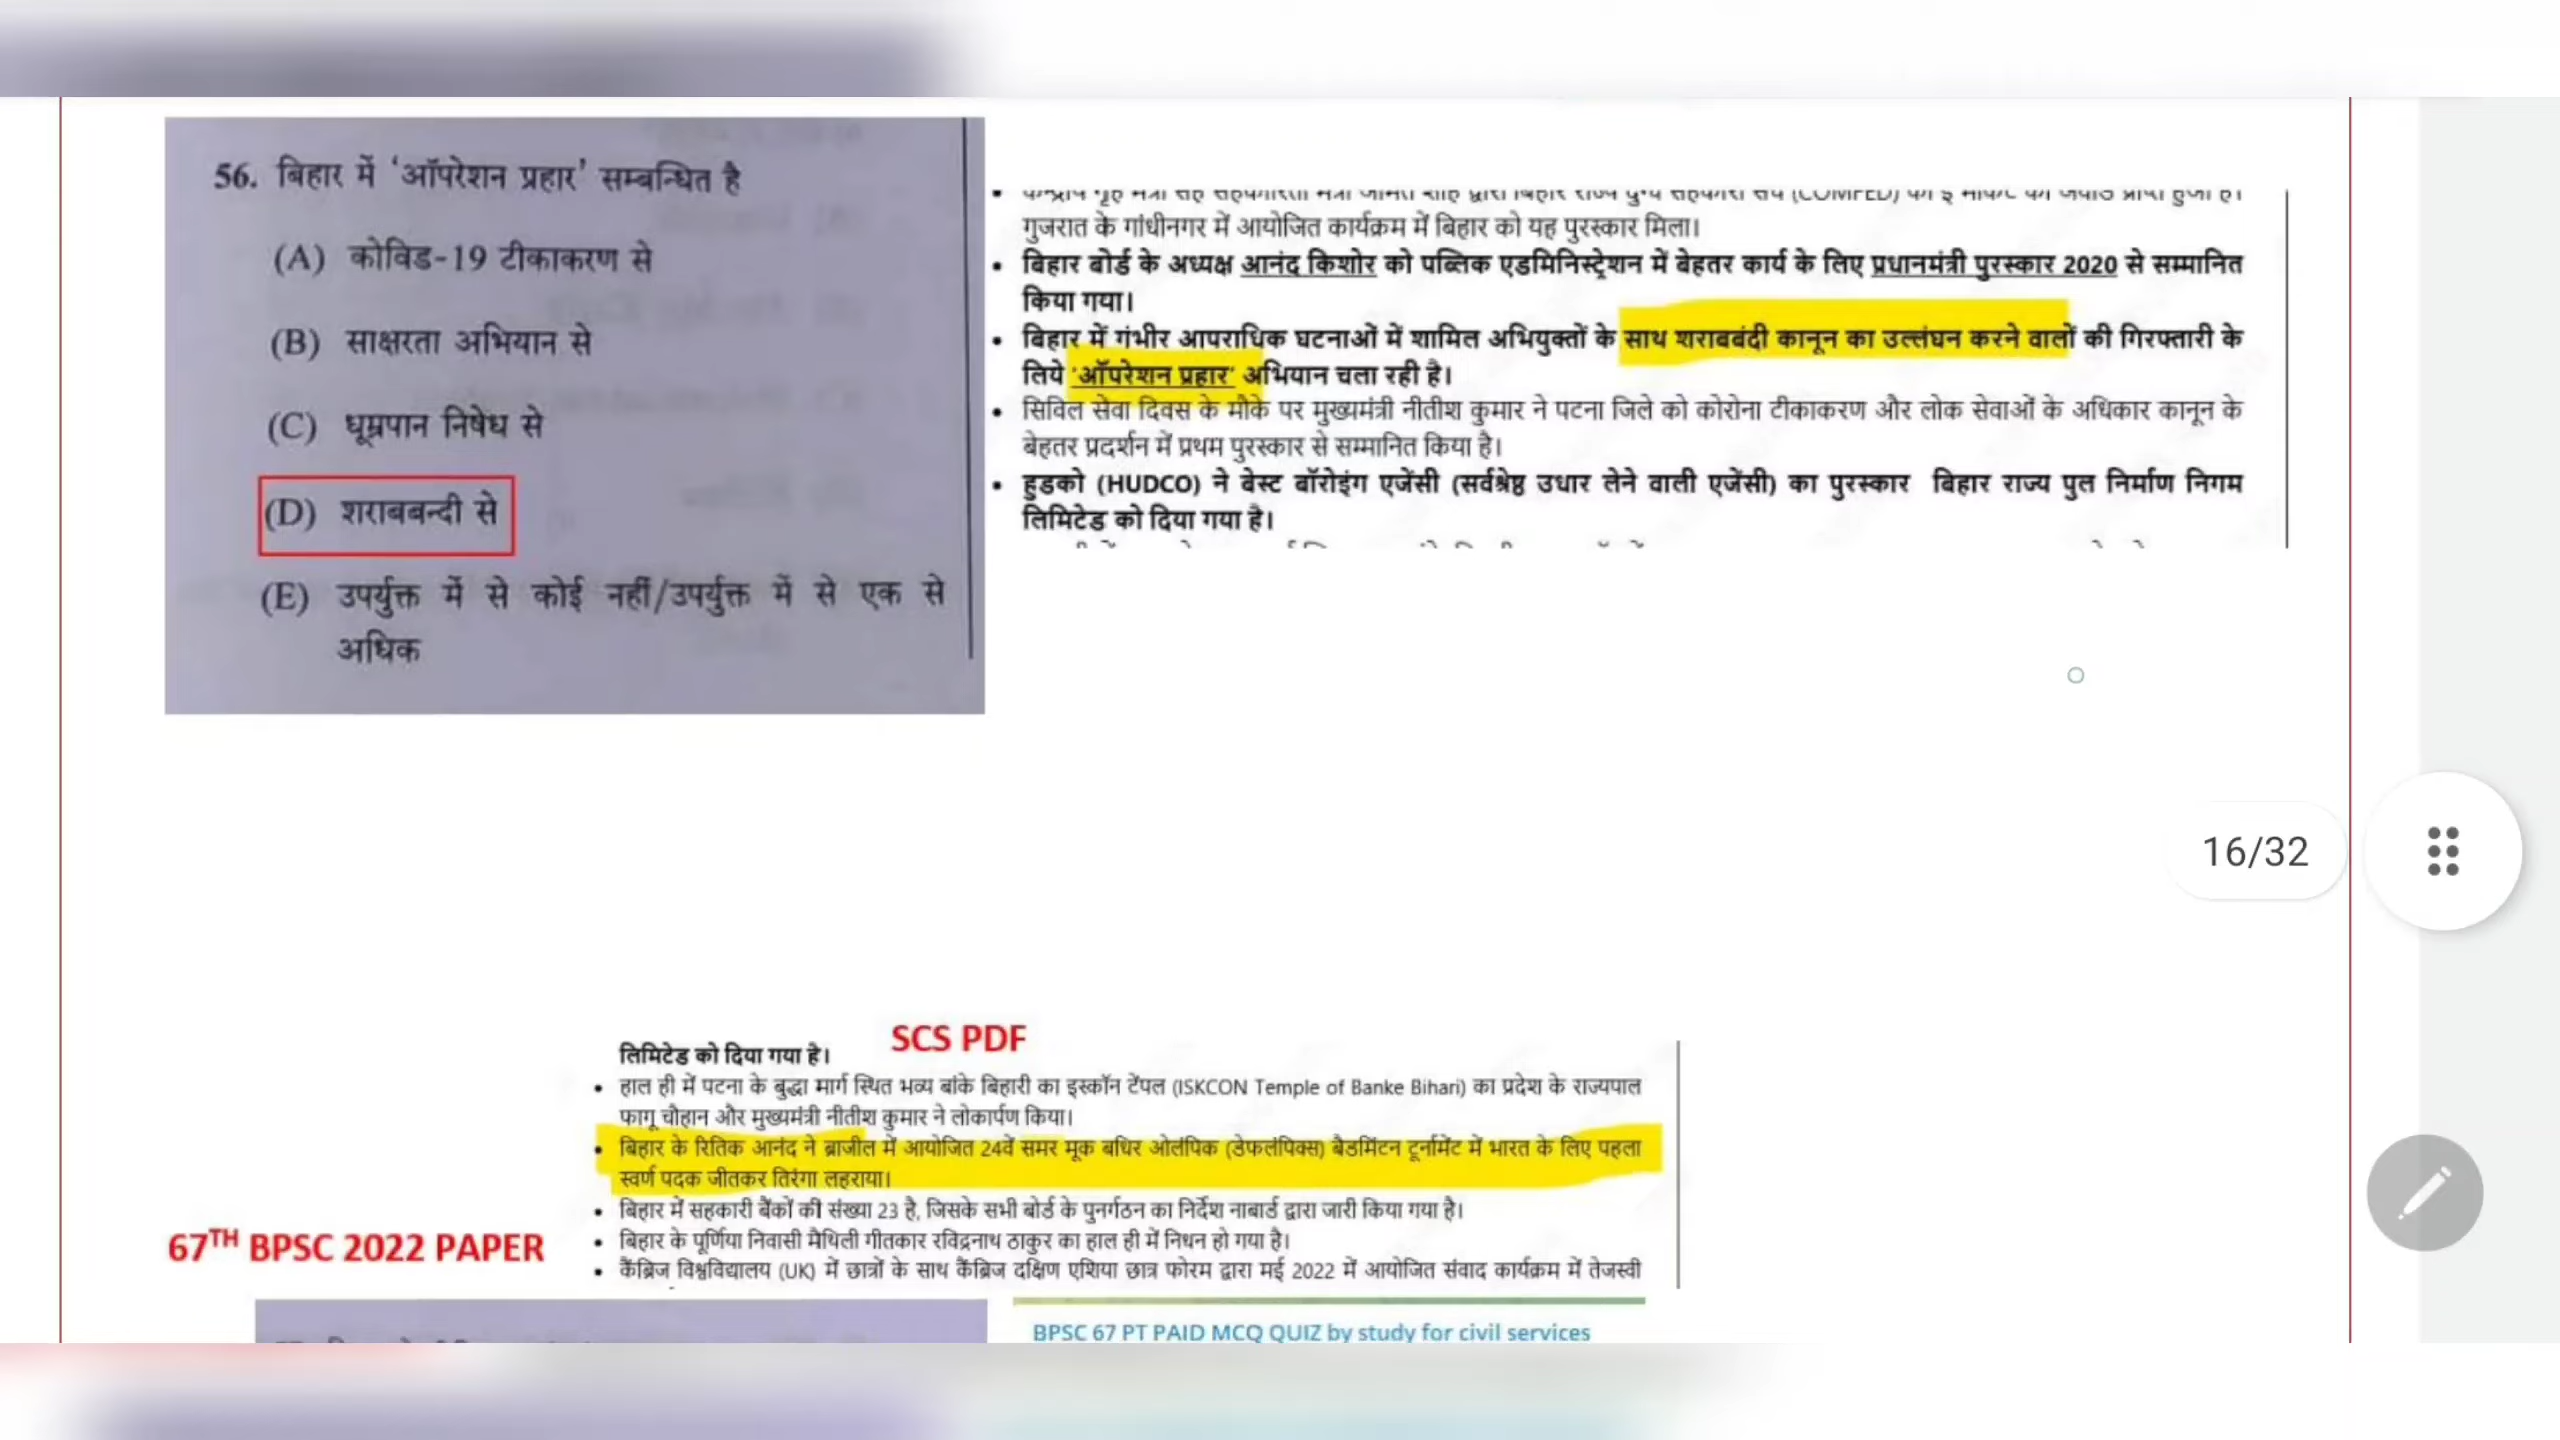 56. बिहार में ‘ऑपरेशन प्रहार’ सम्बन्धित है
(A) कोविड-19 टीकाकरण से
(B) साक्षरता अभियान से
(C) धूम्रपान निषेध से
(D) शराबबन्दी से
(E) उपर्युक्त में से कोई नहीं/उपर्युक्त में से एक से
अधिक
गुजरात के गांधीनगर में आयोजित कार्यक्रम में बिहार को यह पुरस्कार मिला।
• बिहार बोर्ड के अध्यक्ष आनंद किशोर को पब्लिक एडमिनिस्ट्रेशन में बेहतर कार्य के लिए प्रधानमंत्री पुरस्कार 2020 से सम्मानित
किया गया।
• बिहार में गंभीर आपराधिक घटनाओं में शामिल अभियुक्तों के साथ शराबबंदी कानून का उल्लंघन करने वालों की गिरफ्तारी के
लिये 'ऑपरेशन प्रहार' अभियान चला रही है।
• सिविल सेवा दिवस के मौके पर मुख्यमंत्री नीतीश कुमार ने पटना जिले को कोरोना टीकाकरण और लोक सेवाओं के अधिकार कानून के
बेहतर प्रदर्शन में प्रथम पुरस्कार से सम्मानित किया है।
• हुडको (HUDCO) ने बेस्ट बॉरोइंग एजेंसी (सर्वश्रेष्ठ उधार लेने वाली एजेंसी) का पुरस्कार बिहार राज्य पुल निर्माण निगम
लिमिटेड को दिया गया है।
16/32
SCS PDF
लिमिटेड को दिया गया है।
• हाल ही में पटना के बुद्धा मार्ग स्थित भव्य बांके बिहारी का इस्कॉन टेंपल (ISKCON Temple of Banke Bihari) का प्रदेश के राज्यपाल
फागू चौहान और मुख्यमंत्री नीतीश कुमार ने लोकार्पण किया।
• बिहार के रितिक आनंद ने ब्राजील में आयोजित 24वें समर मूक बधिर ओलंपिक (डेफलंपिक्स) बैडमिंटन टूर्नामेंट में भारत के लिए पहला
स्वर्ण पदक जीतकर तिरंगा लहराया।
• बिहार में सहकारी बैंकों की संख्या 23 है, जिसके सभी बोर्ड के पुनर्गठन का निर्देश नाबार्ड द्वारा जारी किया गया है।
• बिहार के पूर्णिया निवासी मैथिली गीतकार रविद्रनाथ ठाकुर का हाल ही में निधन हो गया है।
• कैंब्रिज विश्वविद्यालय (UK) में छात्रों के साथ कैंब्रिज दक्षिण एशिया छात्र फोरम द्वारा मई 2022 में आयोजित संवाद कार्यक्रम में तेजस्वी
67TH BPSC 2022 PAPER
BPSC 67 PT PAID MCQ QUIZ by study for civil services